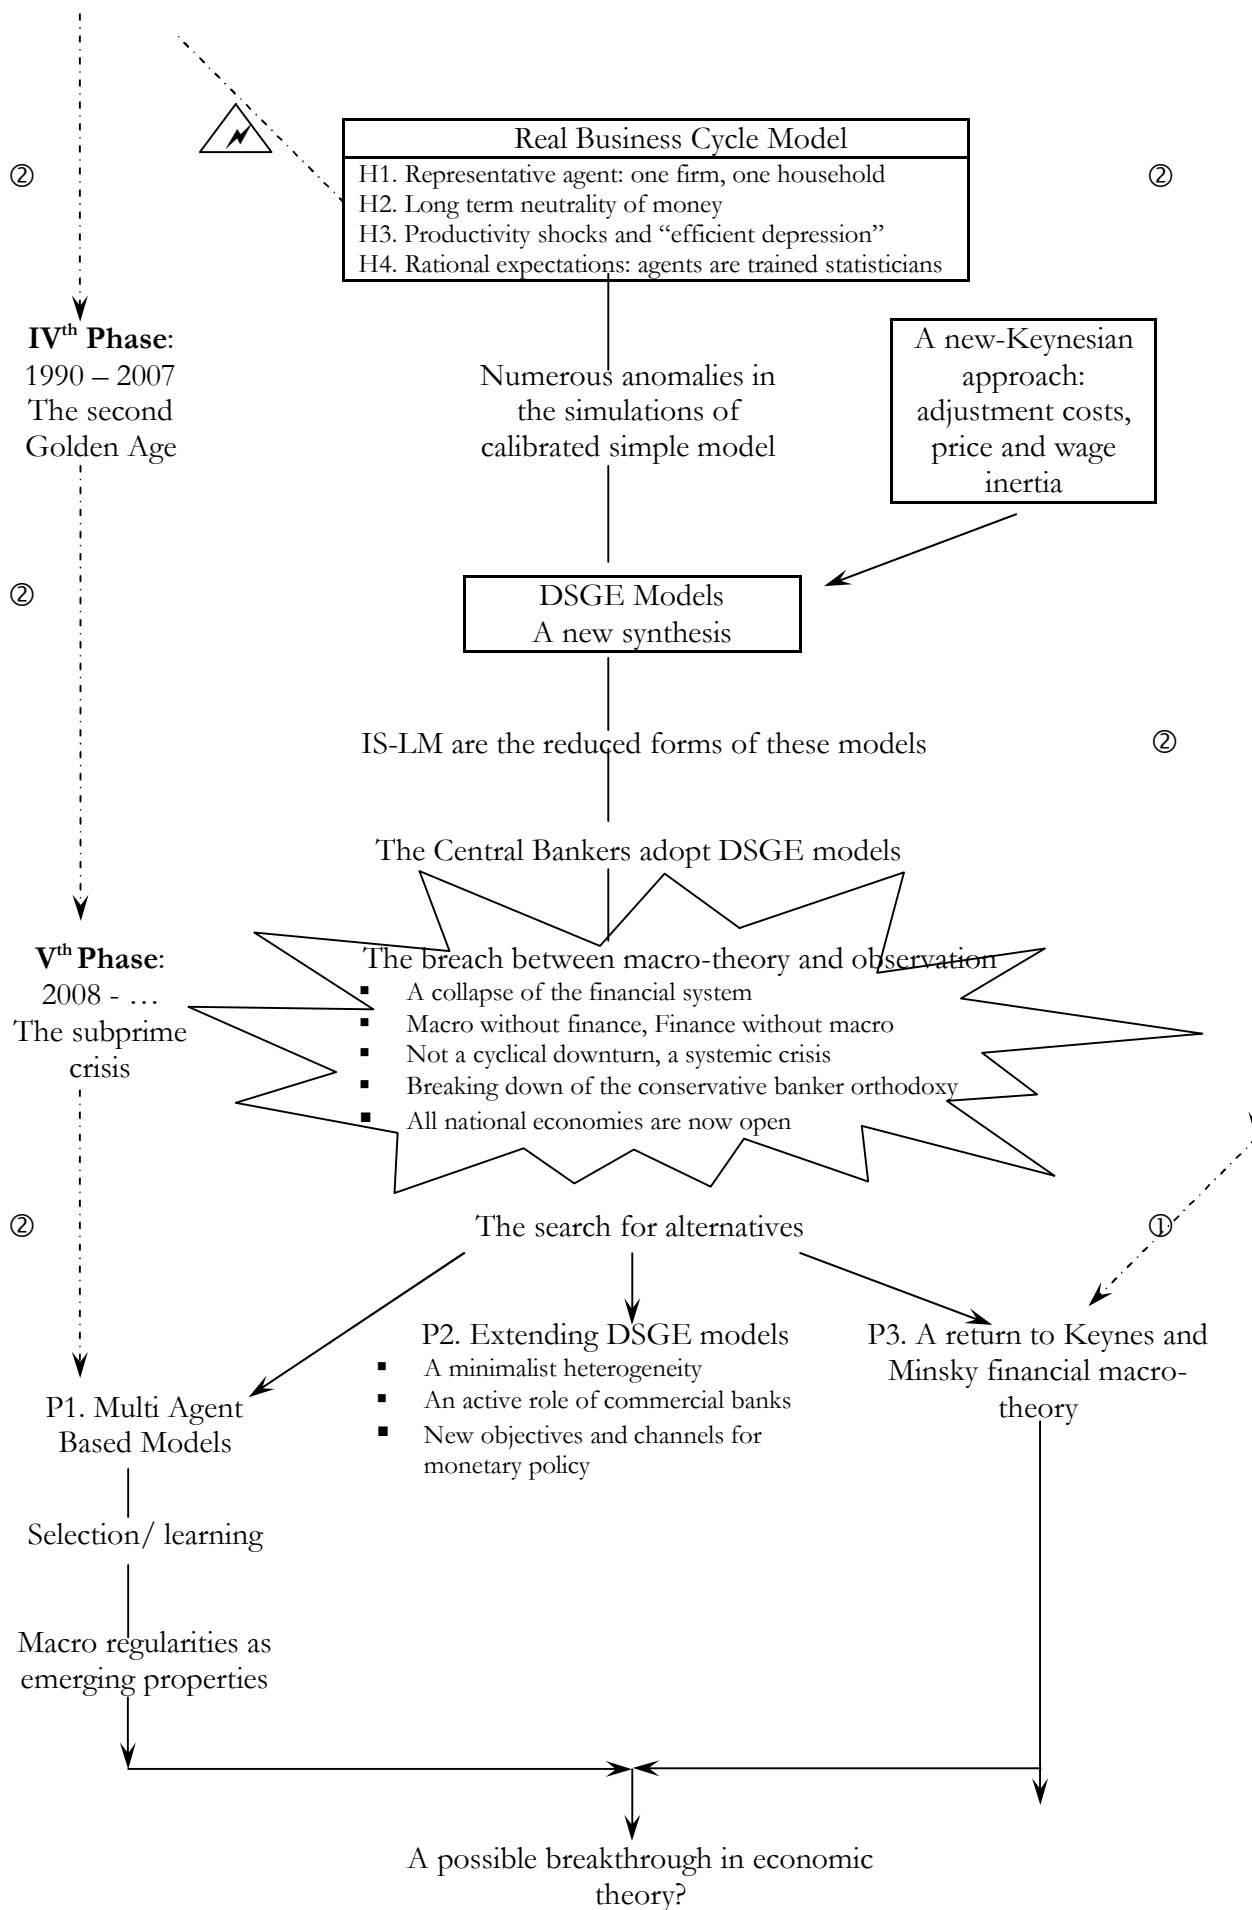 Real Business Cycle Model
②
H1. Representative agent: one firm, one household
②
H2. Long term neutrality of money
H3. Productivity shocks and “efficient depression”
H4. Rational expectations: agents are trained statisticians
IVth Phase:
1990 – 2007
The second
Golden Age
Numerous anomalies in
the simulations of
calibrated simple model
A new-Keynesian
approach:
adjustment costs,
price and wage
inertia
②
DSGE Models
A new synthesis
IS-LM are the reduced forms of these models
②
The Central Bankers adopt DSGE models
Vth Phase:
2008 - …
The subprime
crisis
The breach between macro-theory and observation
▪ A collapse of the financial system
▪ Macro without finance, Finance without macro
▪ Not a cyclical downturn, a systemic crisis
▪ Breaking down of the conservative banker orthodoxy
▪ All national economies are now open
②
The search for alternatives
①
P1. Multi Agent
Based Models
P2. Extending DSGE models
▪ A minimalist heterogeneity
▪ An active role of commercial banks
▪ New objectives and channels for
monetary policy
P3. A return to Keynes and
Minsky financial macro-
theory
Selection/ learning
Macro regularities as
emerging properties
A possible breakthrough in economic
theory?